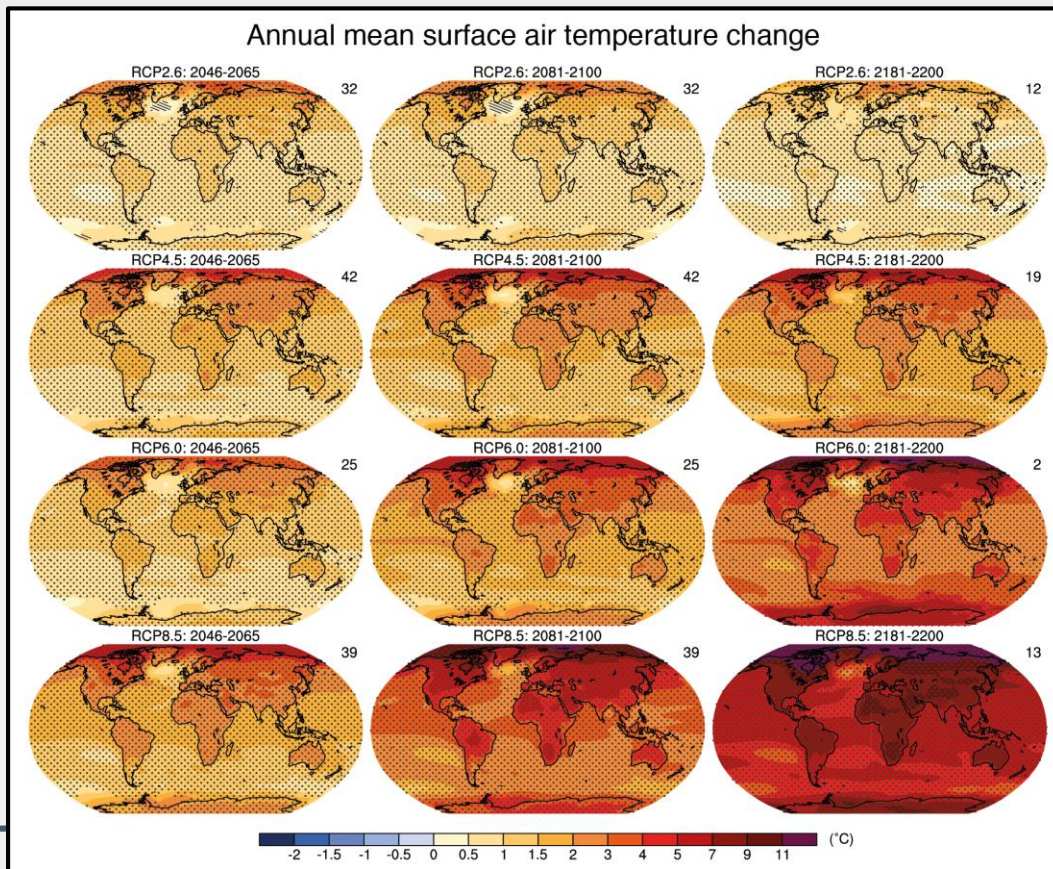 Annual mean surface air temperature change
RCP2.6: 2046-2065
32
RCP2.6: 2081-2100
32
RCP2.6: 2181-2200
12
RCP4.5: 2046-2065
42
RCP4.5: 2081-2100
42
RCP4.5: 2181-2200
19
RCP6.0: 2046-2065
25
RCP6.0: 2081-2100
25
RCP6.0: 2181-2200
2
RCP8.5: 2046-2065
39
RCP8.5: 2081-2100
39
RCP8.5: 2181-2200
13
(°C)
-2 -1.5 -1 -0.5 0 0.5 1 1.5 2 3 4 5 7 9 11